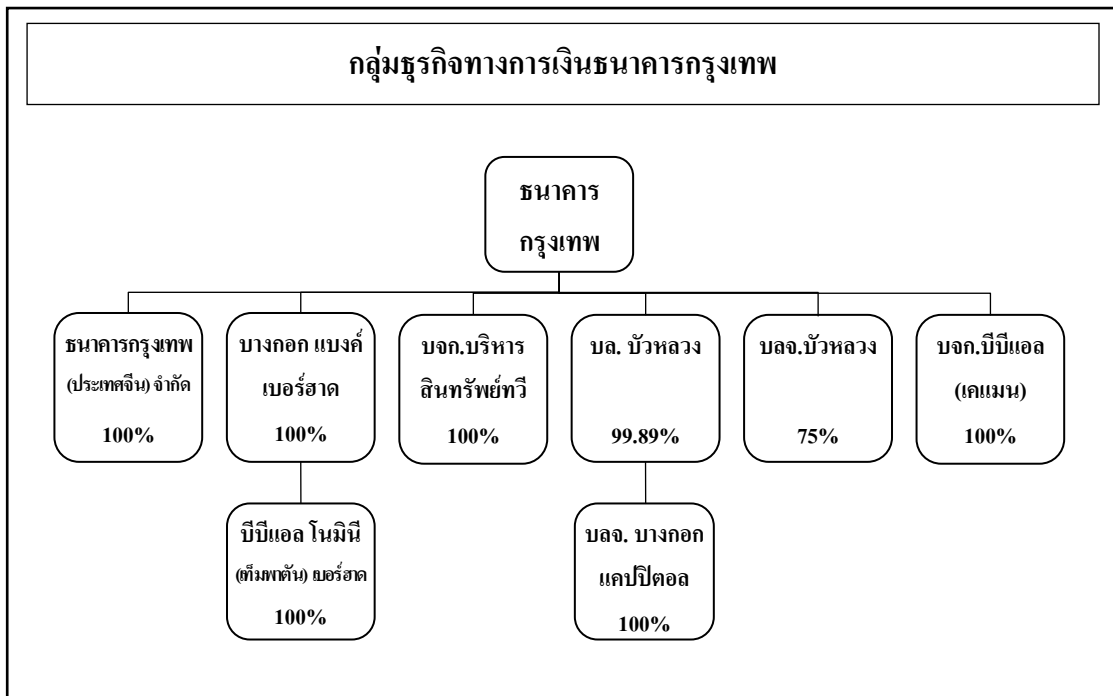 กลุ่มธุรกิจทางการเงินธนาคารกรุงเทพ
ธนาคาร
กรุงเทพ
ธนาคารกรุงเทพ
(ประเทศจีน) จำกัด
100%
บางกอก แบงค์
เบอร์ฮาด
100%
บจก.บริหาร
สินทรัพย์ทวี
100%
บล. บัวหลวง
99.89%
บลจ.บัวหลวง
75%
บจก.บีบีแอล
(เคแมน)
100%
บีบีแอล โนมินี
(เท็มพาตัน) เบอร์ฮาด
100%
บลจ. บางกอก
แคปปิตอล
100%